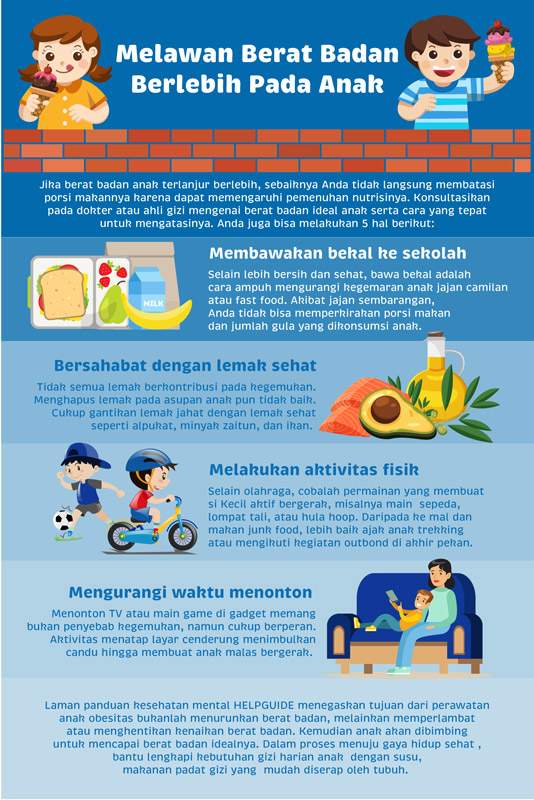 Melawan Berat Badan
Berlebih Pada Anak
Jika berat badan anak terlanjur berlebih, sebaiknya Anda tidak langsung membatasi
porsi makannya karena dapat memengaruhi pemenuhan nutrisinya. Konsultasikan
pada dokter atau ahli gizi mengenai berat badan ideal anak serta cara yang tepat
untuk mengatasinya. Anda juga bisa melakukan 5 hal berikut:
Membawakan bekal ke sekolah
Selain lebih bersih dan sehat, bawa bekal adalah
cara ampuh mengurangi kegemaran anak jajan camilan
atau fast food. Akibat jajan sembarangan,
Anda tidak bisa memperkirakan porsi makan
dan jumlah gula yang dikonsumsi anak.
MILK
Bersahabat dengan lemak sehat
Tidak semua lemak berkontribusi pada kegemukan.
Menghapus lemak pada asupan anak pun tidak baik.
Cukup gantikan lemak jahat dengan lemak sehat
seperti alpukat, minyak zaitun, dan ikan.
Melakukan aktivitas fisik
Selain olahraga, cobalah permainan yang membuat
si Kecil aktif bergerak, misalnya main sepeda,
lompat tali, atau hula hoop. Daripada ke mal dan
makan junk food, lebih baik ajak anak trekking
atau mengikuti kegiatan outbond di akhir pekan.
Mengurangi waktu menonton
Menonton TV atau main game di gadget memang
bukan penyebab kegemukan, namun cukup berperan.
Aktivitas menatap layar cenderung menimbulkan
candu hingga membuat anak malas bergerak.
Laman panduan kesehatan mental HELPGUIDE menegaskan tujuan dari perawatan
anak obesitas bukanlah menurunkan berat badan, melainkan memperlambat
atau menghentikan kenaikan berat badan. Kemudian anak akan dibimbing
untuk mencapai berat badan idealnya. Dalam proses menuju gaya hidup sehat ,
bantu lengkapi kebutuhan gizi harian anak dengan susu,
makanan padat gizi yang mudah diserap oleh tubuh.